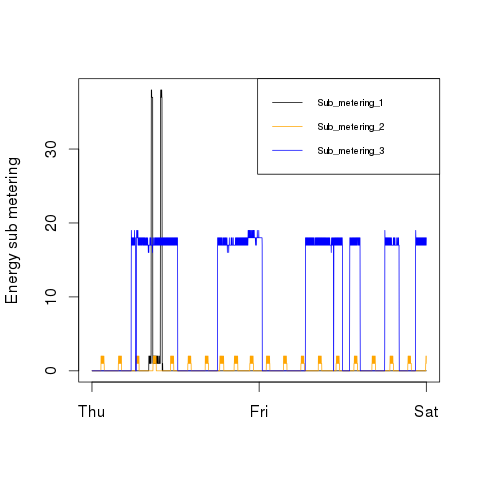 Energy sub metering
30
20
10
0
Sub_metering_1
Sub_metering_2
Sub_metering_3
Thu Fri Sat